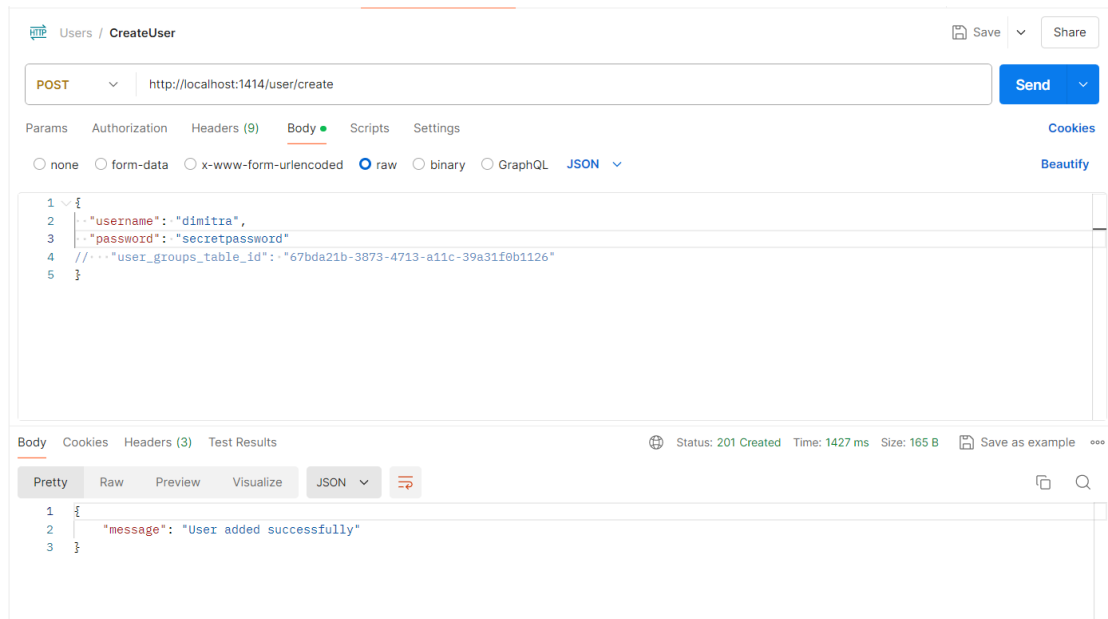 HTTP Users / CreateUser Save Share
POST http://localhost:1414/user/create Send
Params Authorization Headers (9) Body Scripts Settings Cookies
none form-data x-www-form-urlencoded raw binary GraphQL JSON Beautify
1 {
2 "username": "dimitra",
3 "password": "secretpassword"
4 // "user_groups_table_id": "67bda21b-3873-4713-a11c-39a31f0b1126"
5 }
Body Cookies Headers (3) Test Results Status: 201 Created Time: 1427 ms Size: 165 B Save as example
Pretty Raw Preview Visualize JSON
1 {
2 "message": "User added successfully"
3 }